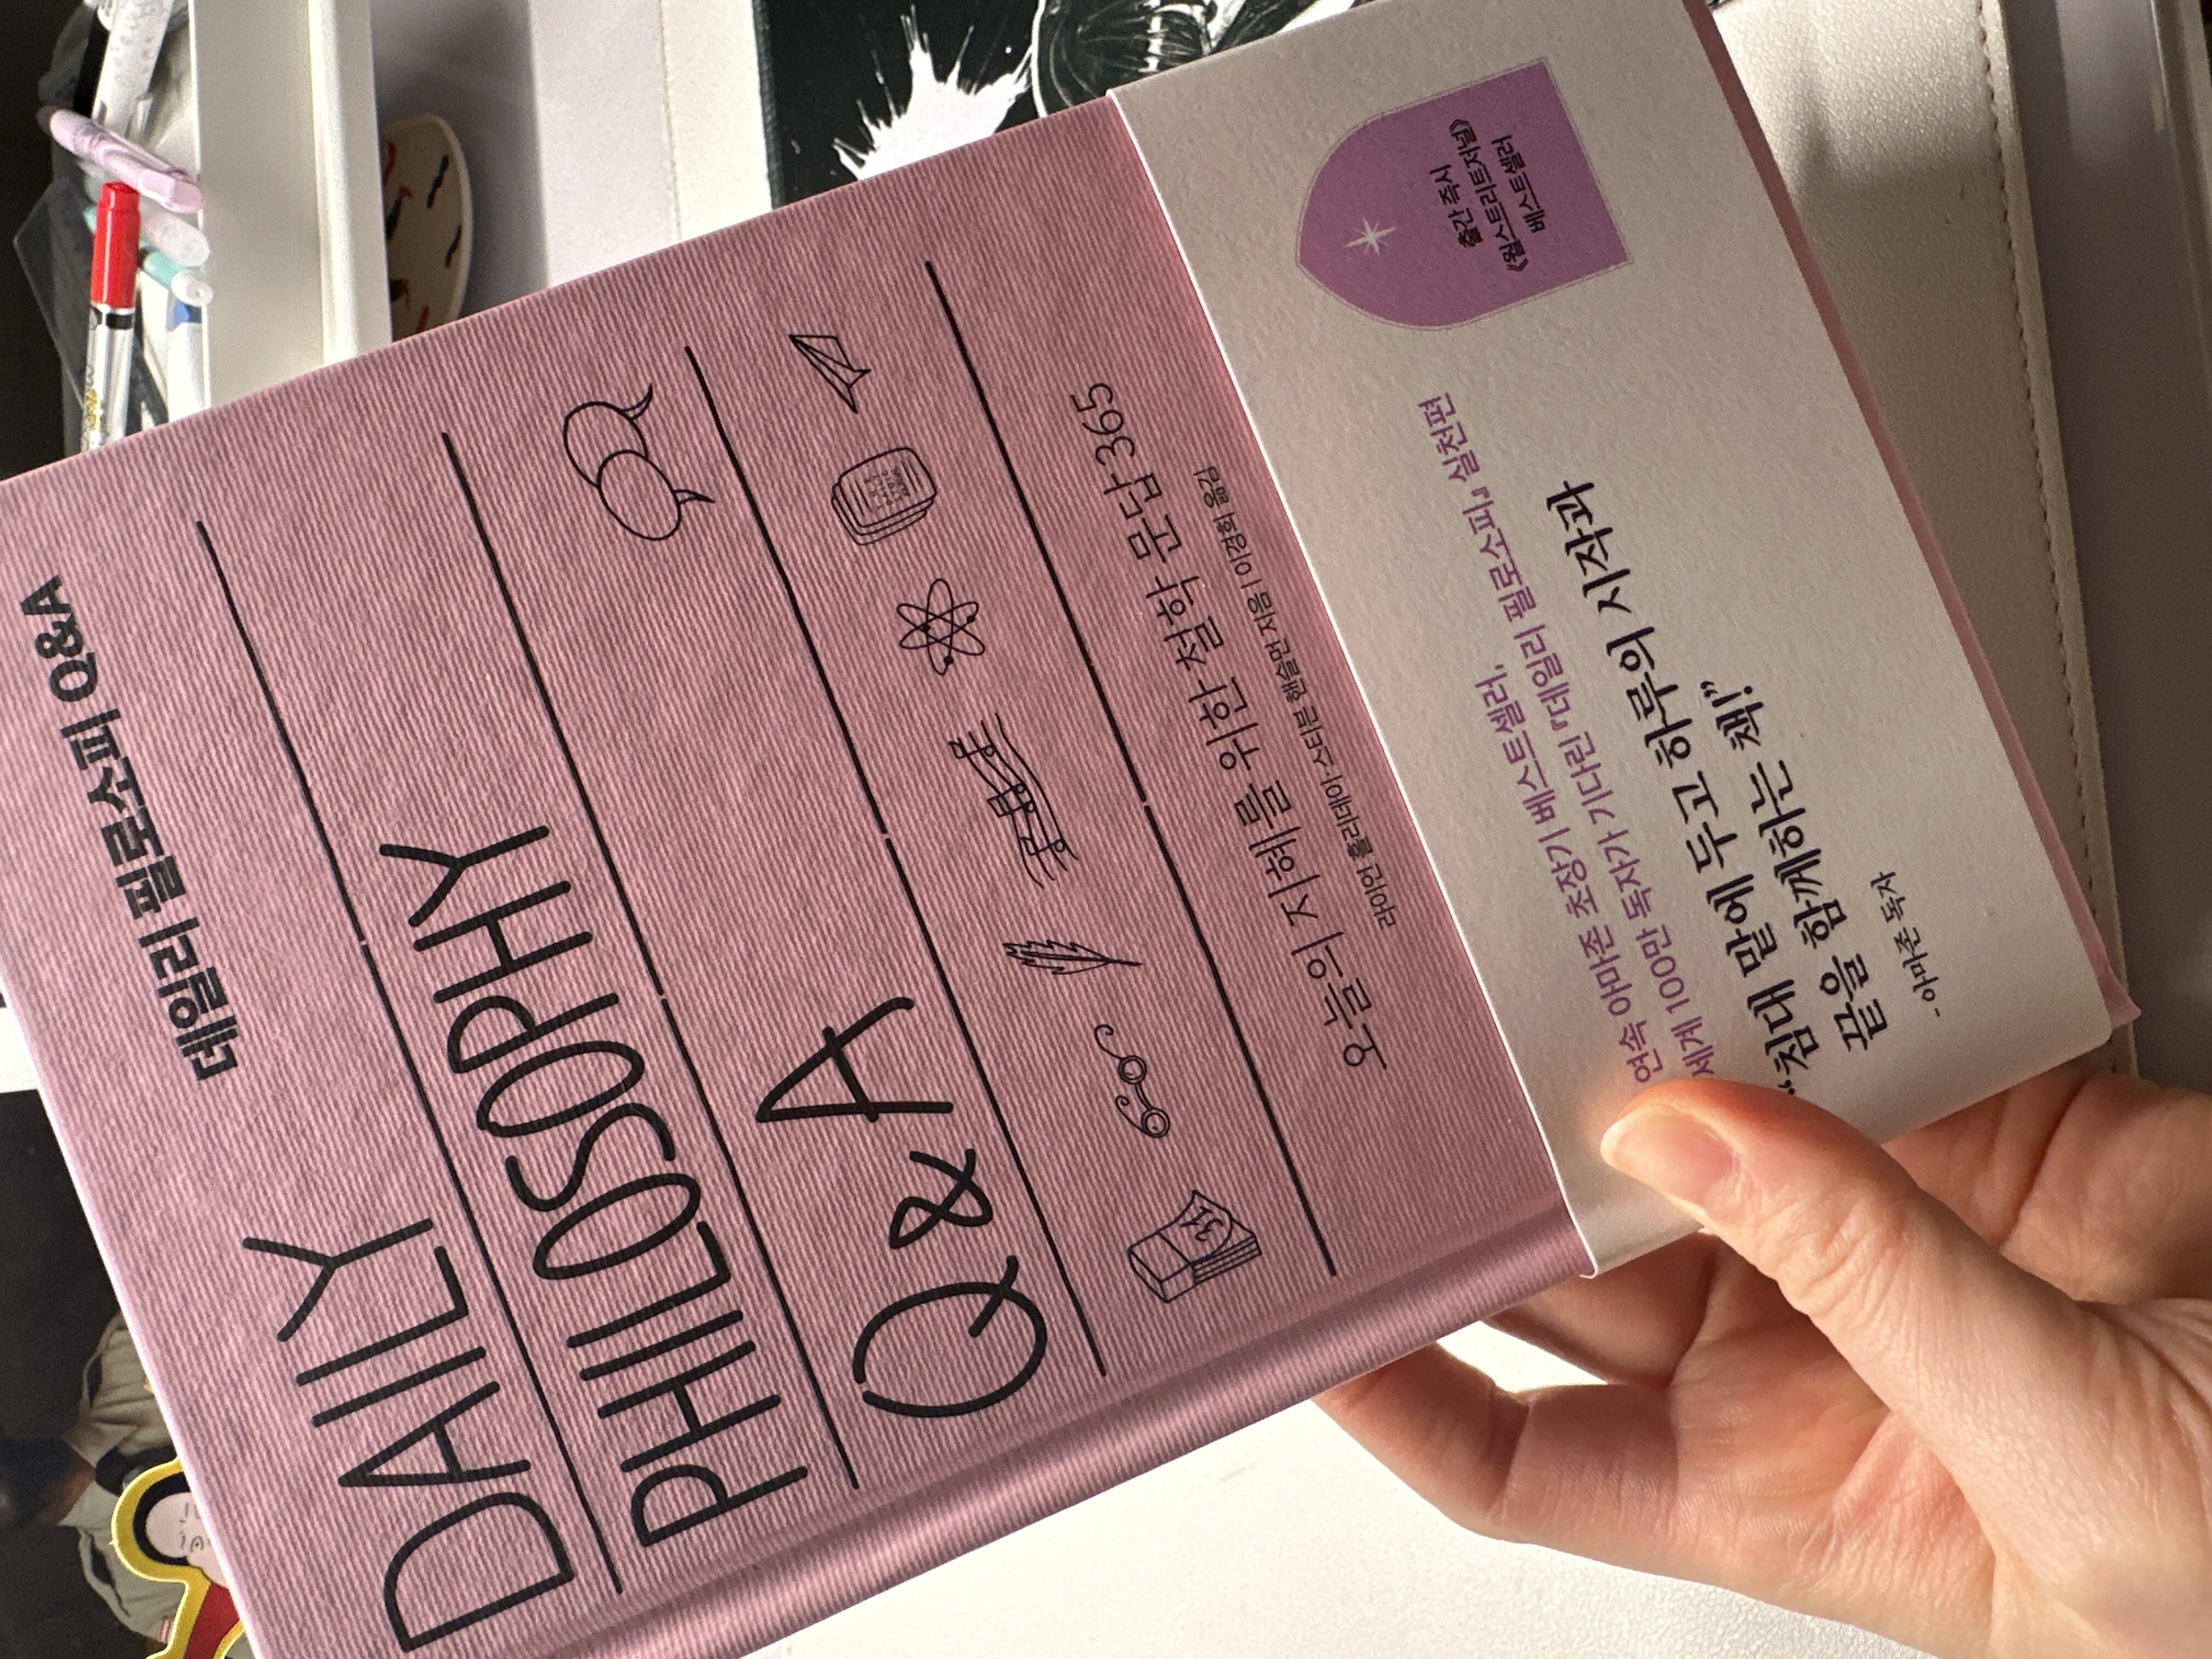 데일리 필로소피 Q&A
DAILY
PHILOSOPHY
Q & A
31
오늘의 지혜를 위한 철학 문답 365
라이언 홀리데이·스티븐 핸슬먼 지음 | 이경희 옮김
출간 즉시
《월스트리트저널》
베스트셀러
연속 아마존 초장기 베스트셀러,
세계 100만 독자가 기다린 『데일리 필로소피』 실천편
“침대 맡에 두고 하루의 시작과
끝을 함께하는 책!”
- 아마존 독자